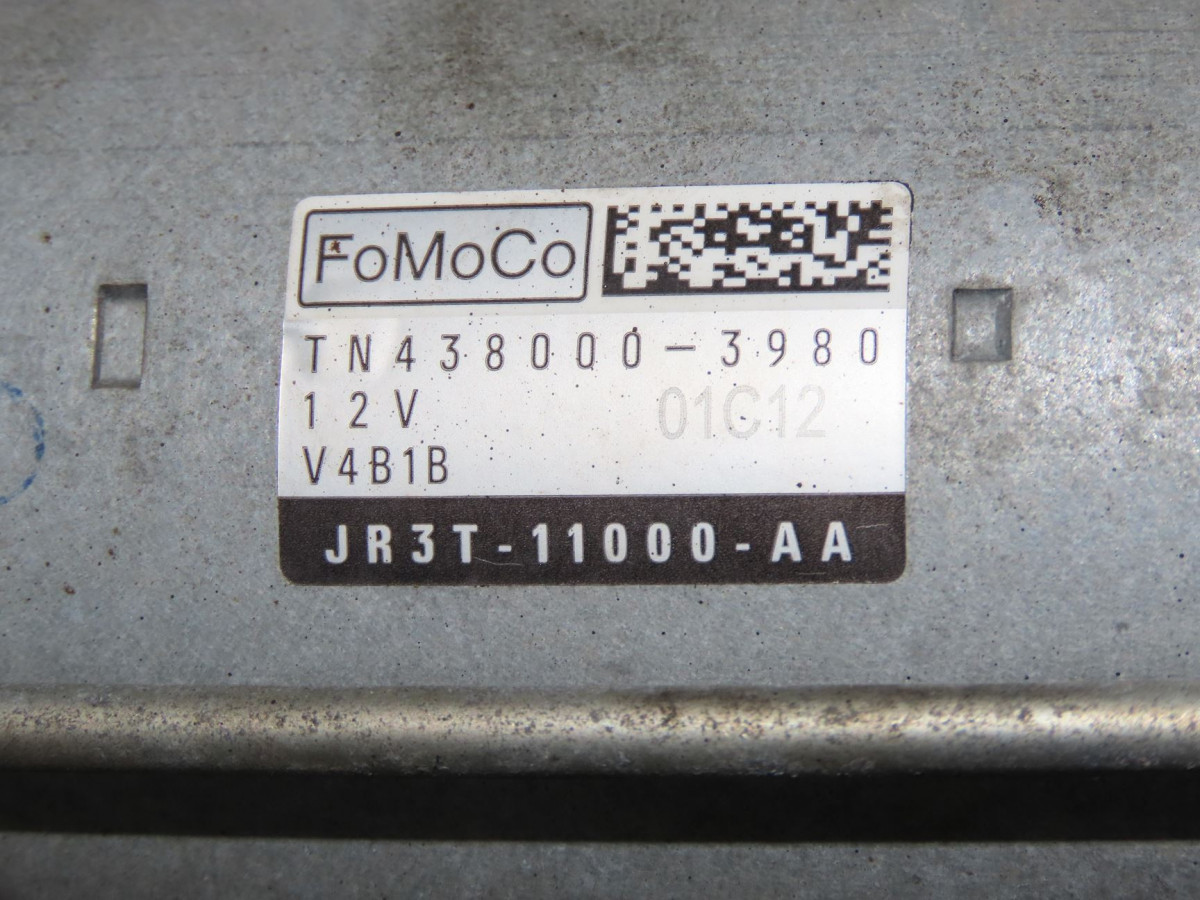 FoMoCo
TN438000-3980
12V 01C12
V4B1B
JR3T-11000-AA